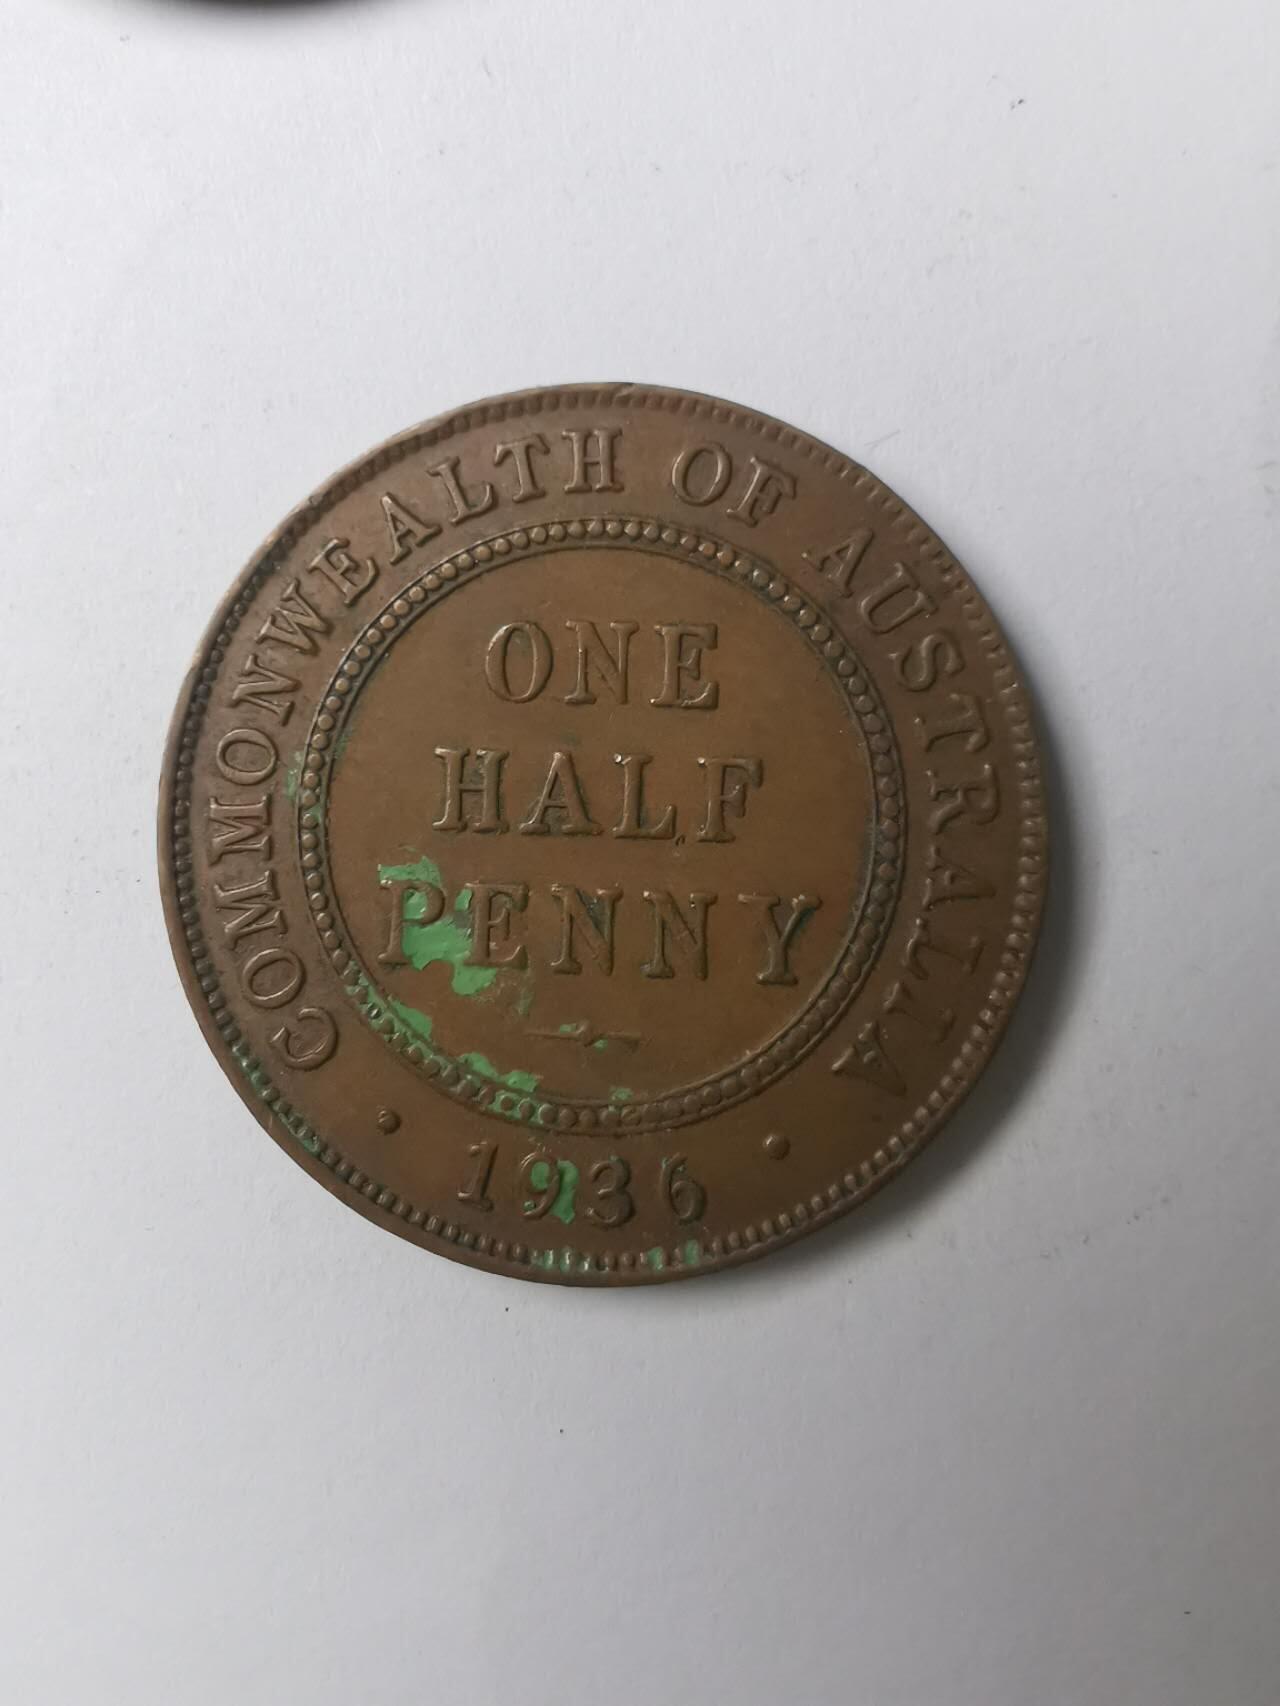 COMMONWEALTH OF AUSTRALIA
ONE
HALF
PENNY
1936